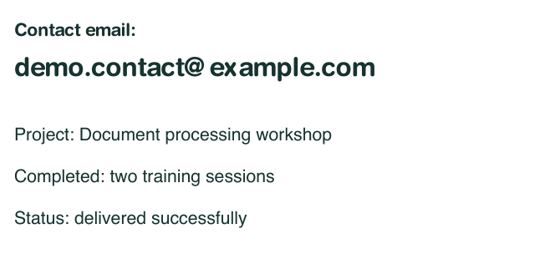 Contact email:
demo.contact@example.com
Project: Document processing workshop
Completed: two training sessions
Status: delivered successfully